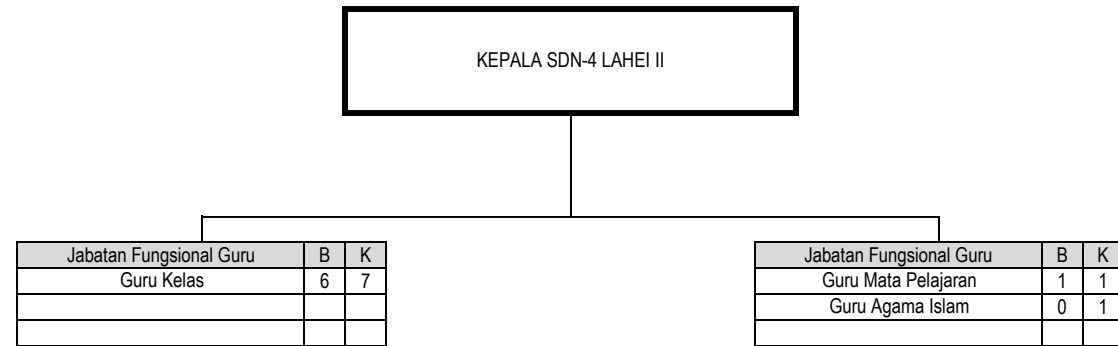 KEPALA SDN-4 LAHEI II
Jabatan Fungsional Guru B K
Guru Kelas 6 7
Jabatan Fungsional Guru B K
Guru Mata Pelajaran 1 1
Guru Agama Islam 0 1